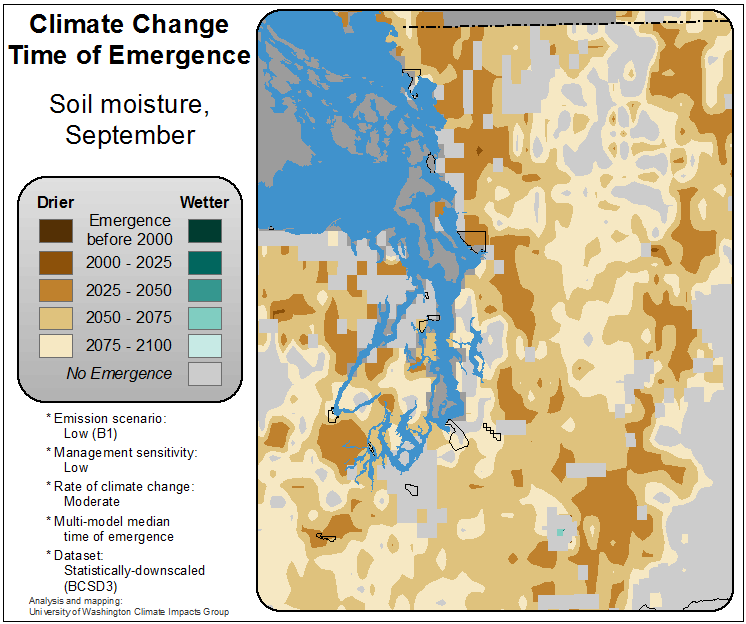 Climate Change
Time of Emergence
Soil moisture,
September
Drier Wetter
Emergence
before 2000
2000 - 2025
2025 - 2050
2050 - 2075
2075 - 2100
No Emergence
* Emission scenario:
Low (B1)
* Management sensitivity:
Low
* Rate of climate change:
Moderate
* Multi-model median
time of emergence
* Dataset:
Statistically-downscaled
(BCSD3)
Analysis and mapping:
University of Washington Climate Impacts Group